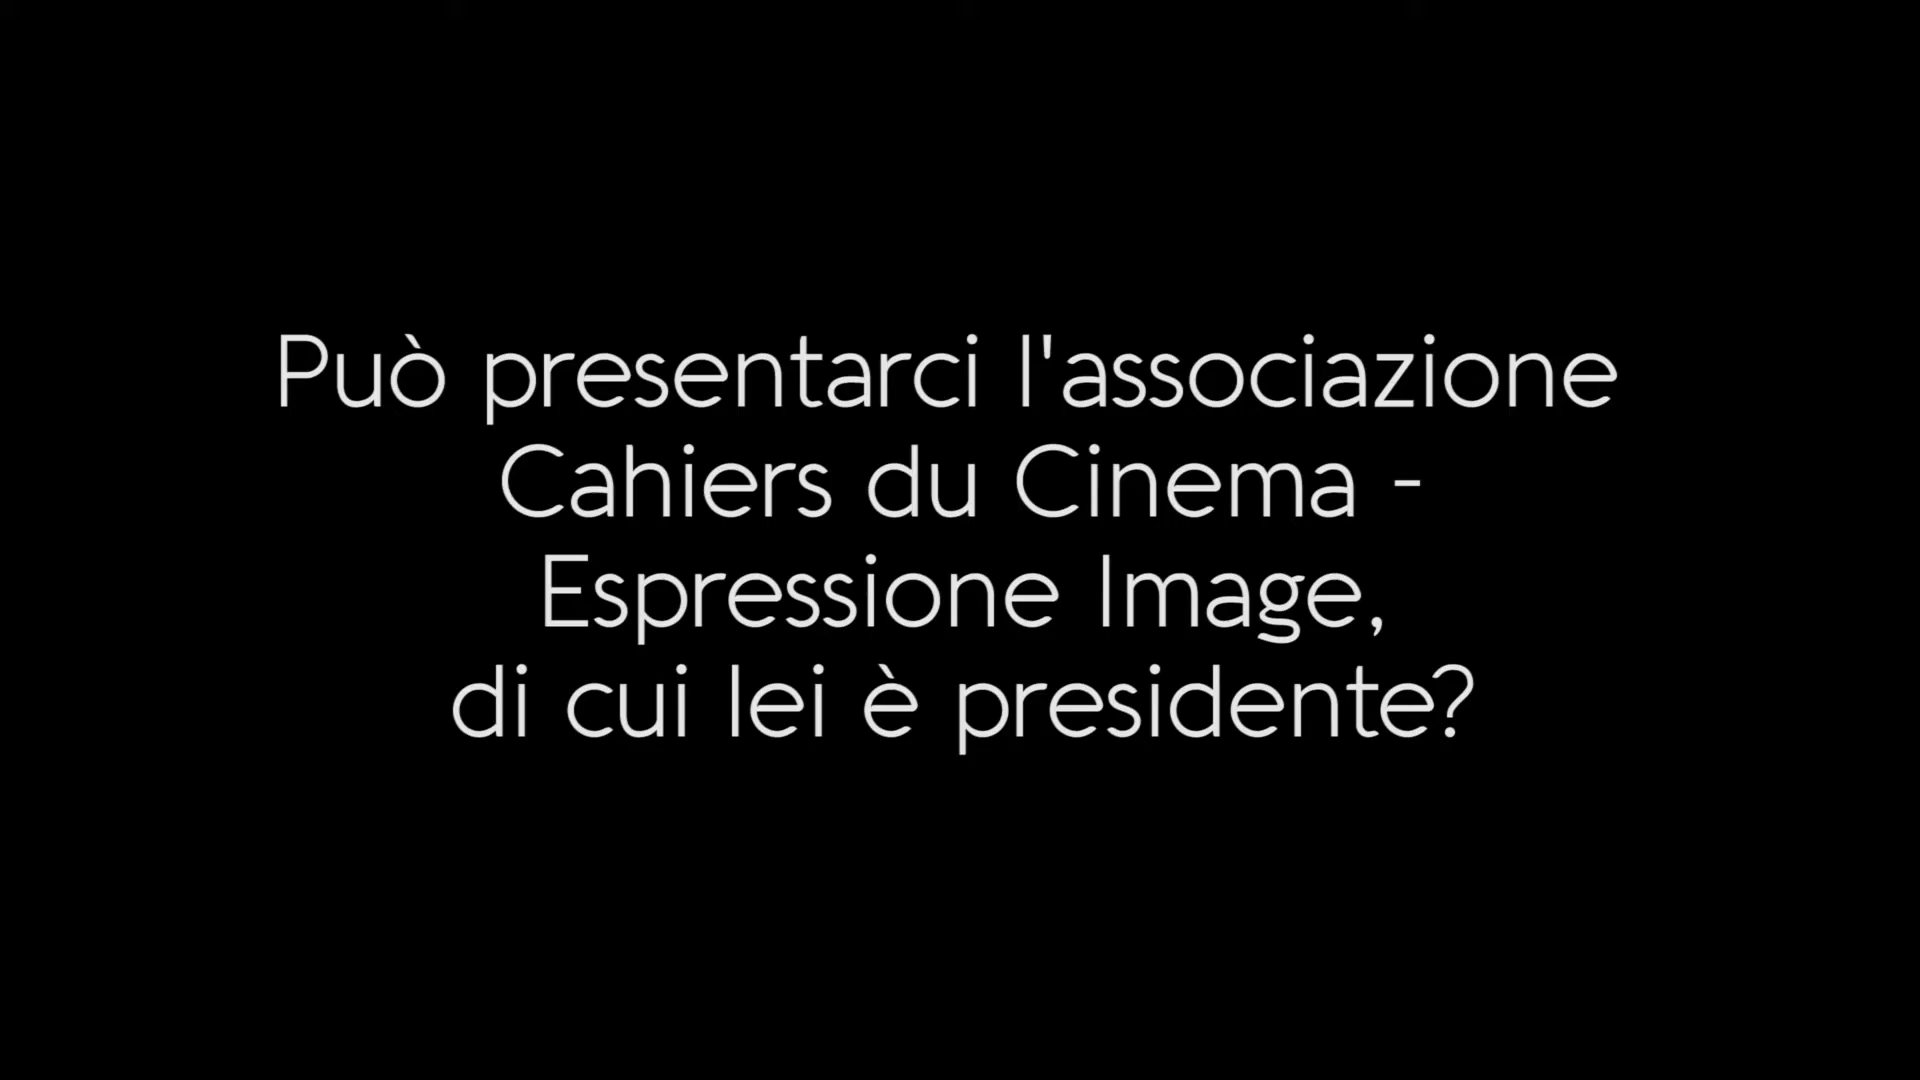 Può presentarci l'associazione
Cahiers du Cinema -
Espressione Image,
di cui lei è presidente?